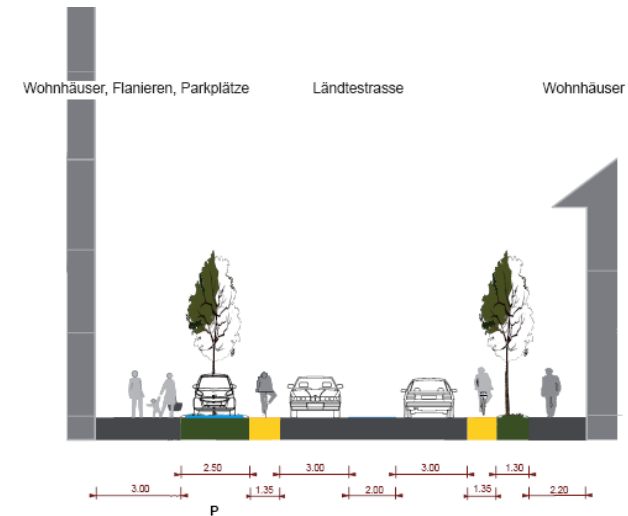 Wohnhäuser, Flanieren, Parkplätze Ländtestrasse Wohnhäuser
2.50 3.00 3.00 1.30
3.00 1.35 2.00 1.35 2.20
P